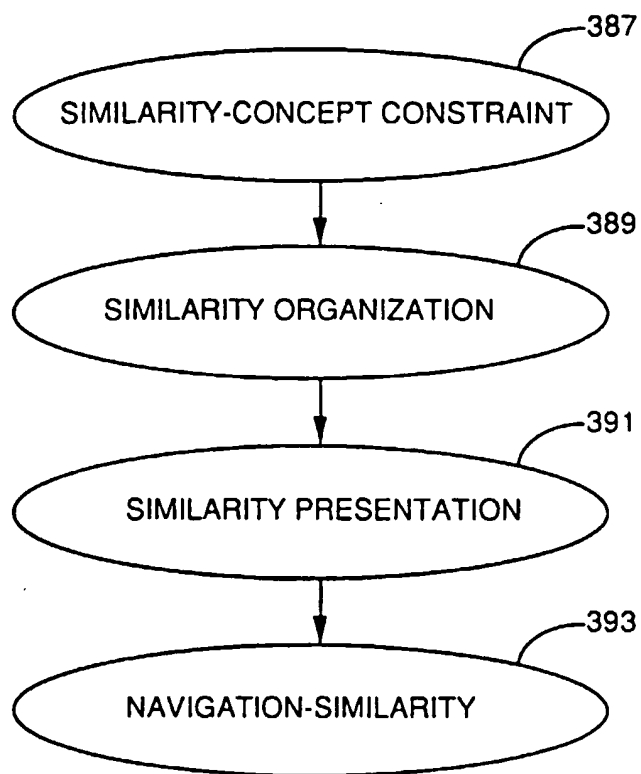 387
SIMILARITY-CONCEPT CONSTRAINT
389
SIMILARITY ORGANIZATION
391
SIMILARITY PRESENTATION
393
NAVIGATION-SIMILARITY